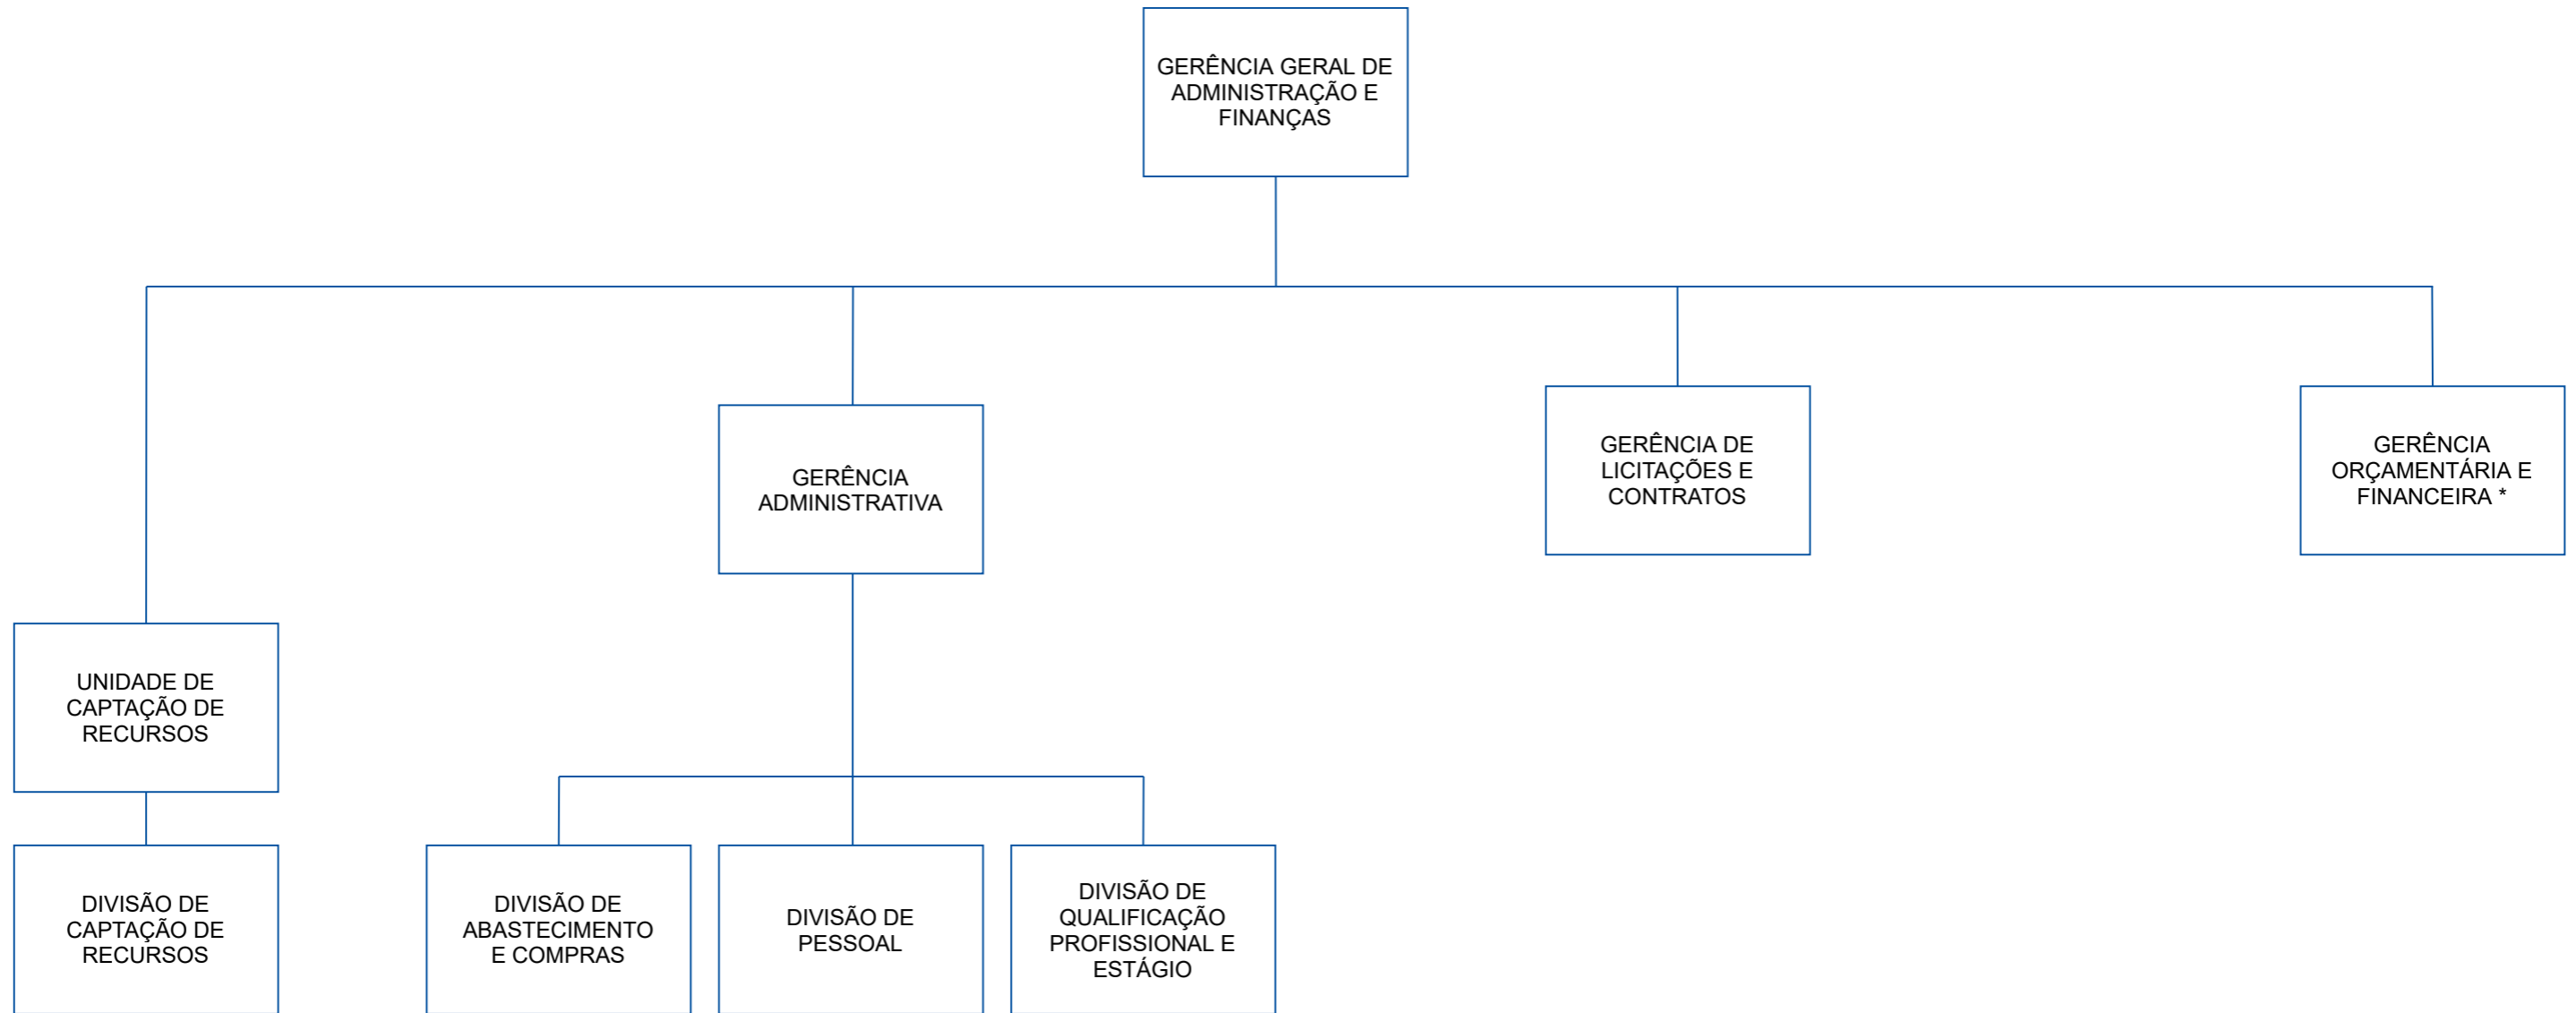 GERÊNCIA GERAL DE
ADMINISTRAÇÃO E
FINANÇAS
GERÊNCIA
ADMINISTRATIVA
GERÊNCIA DE
LICITAÇÕES E
CONTRATOS
GERÊNCIA
ORÇAMENTÁRIA E
FINANCEIRA *
UNIDADE DE
CAPTAÇÃO DE
RECURSOS
DIVISÃO DE
CAPTAÇÃO DE
RECURSOS
DIVISÃO DE
ABASTECIMENTO
E COMPRAS
DIVISÃO DE
PESSOAL
DIVISÃO DE
QUALIFICAÇÃO
PROFISSIONAL E
ESTÁGIO